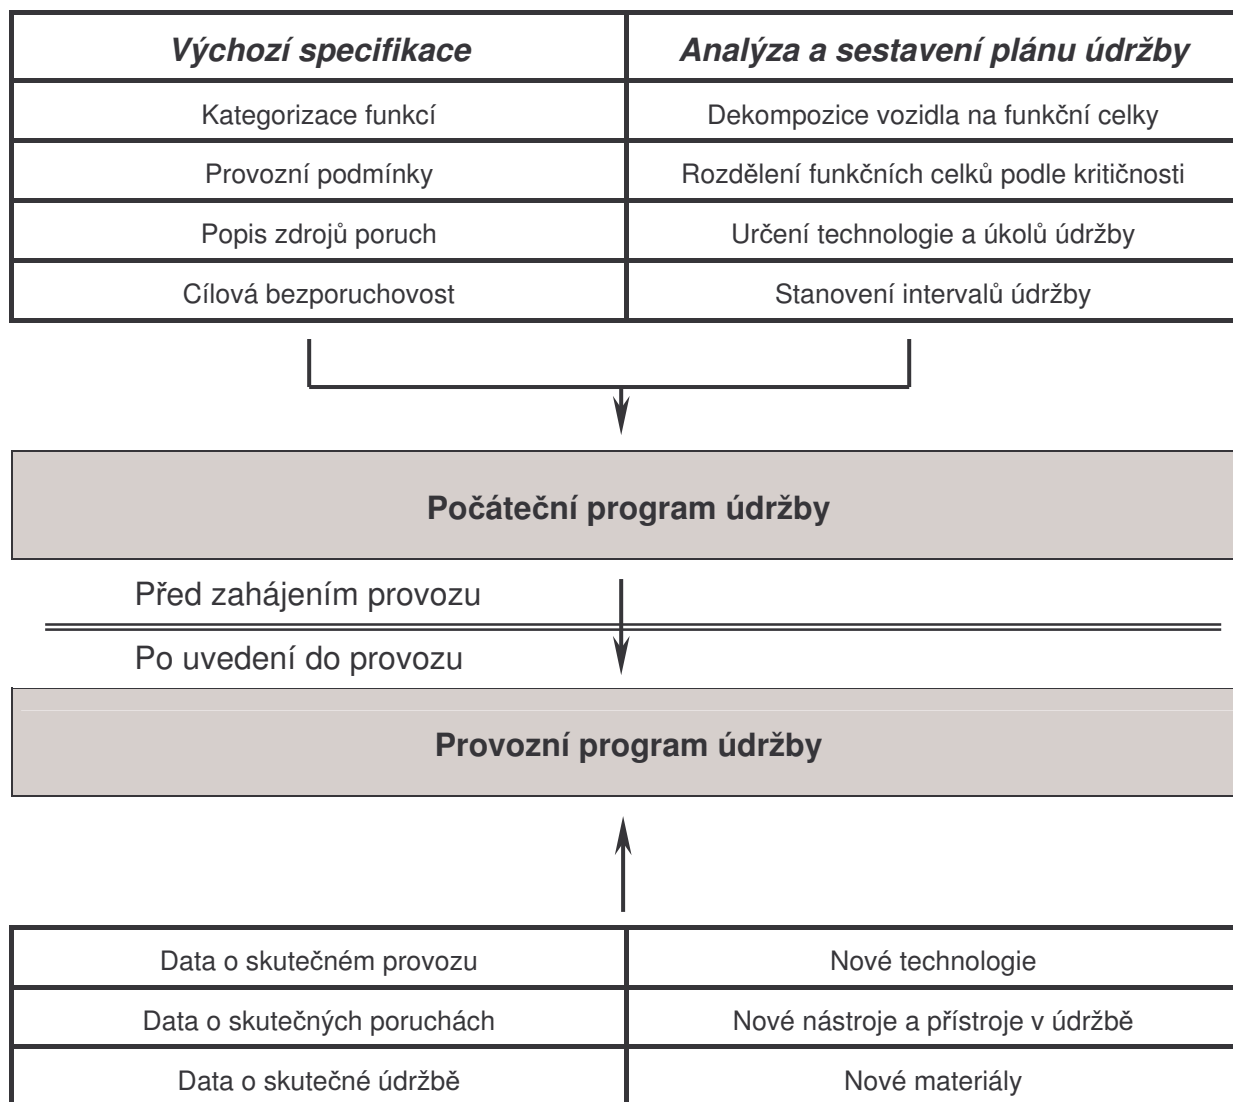 Výchozí specifikace
Analýza a sestavení plánu údržby
Kategorizace funkcí
Dekompozice vozidla na funkční celky
Provozní podmínky
Rozdělení funkčních celků podle kritičnosti
Popis zdrojů poruch
Určení technologie a úkolů údržby
Cílová bezporuchovost
Stanovení intervalů údržby
Počáteční program údržby
Před zahájením provozu
Po uvedení do provozu
Provozní program údržby
Data o skutečném provozu
Nové technologie
Data o skutečných poruchách
Nové nástroje a přístroje v údržbě
Data o skutečné údržbě
Nové materiály